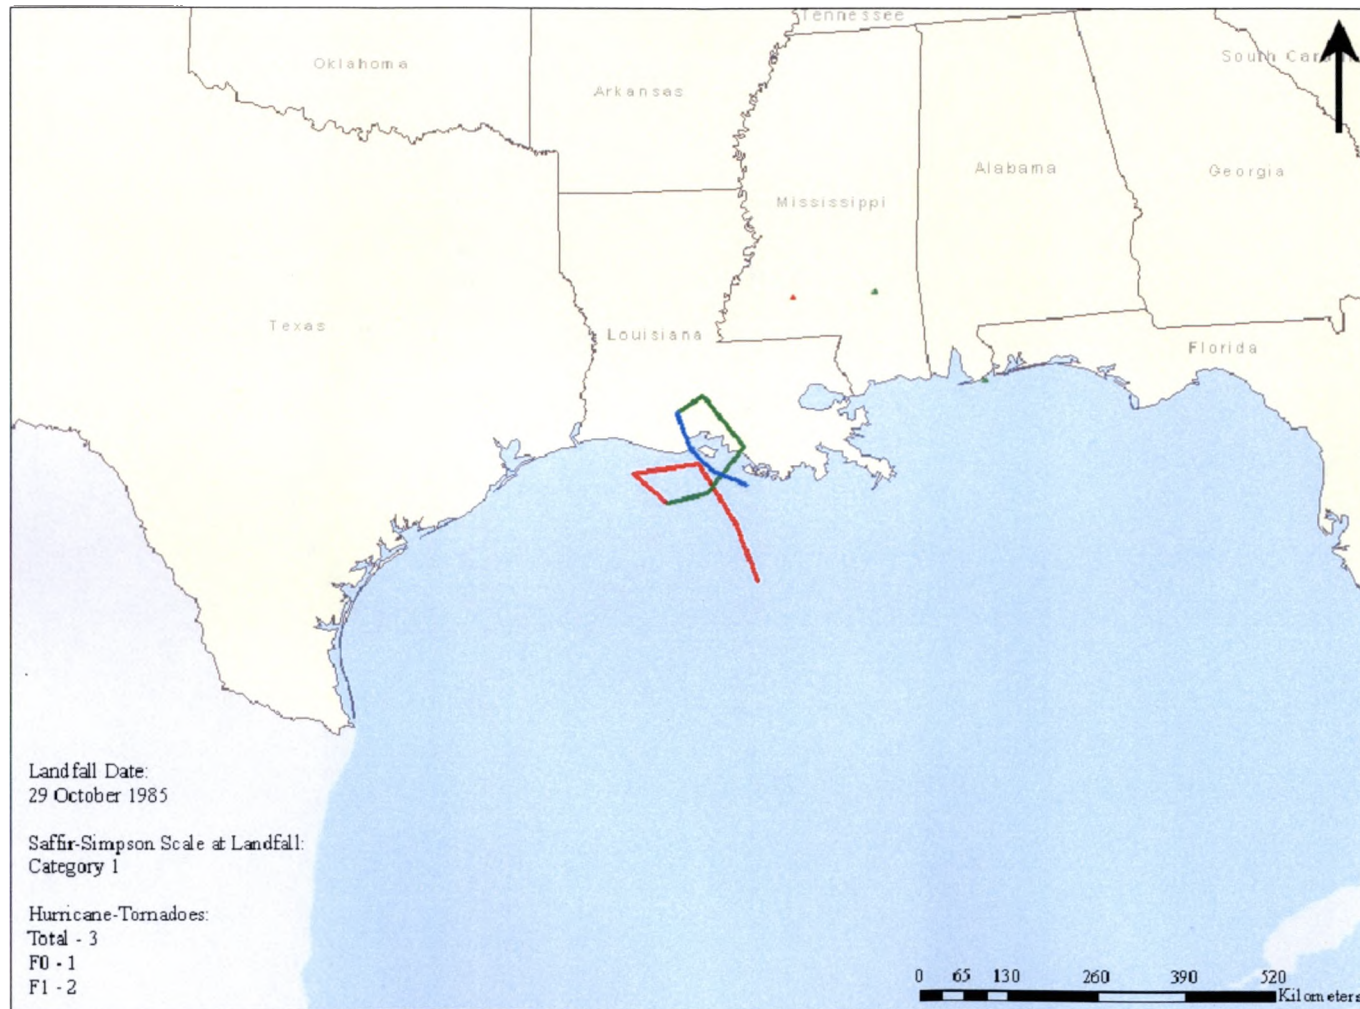 Tennessee
Oklahoma
South Carolina
Arkansas
Alabama
Georgia
Mississippi
Texas
Louisiana
Florida
Landfall Date:
29 October 1985
Saffir-Simpson Scale at Landfall:
Category 1
Hurricane-Tornadoes:
Total - 3
F0 - 1
F1 - 2
0 65 130 260 390 520
Kilometers